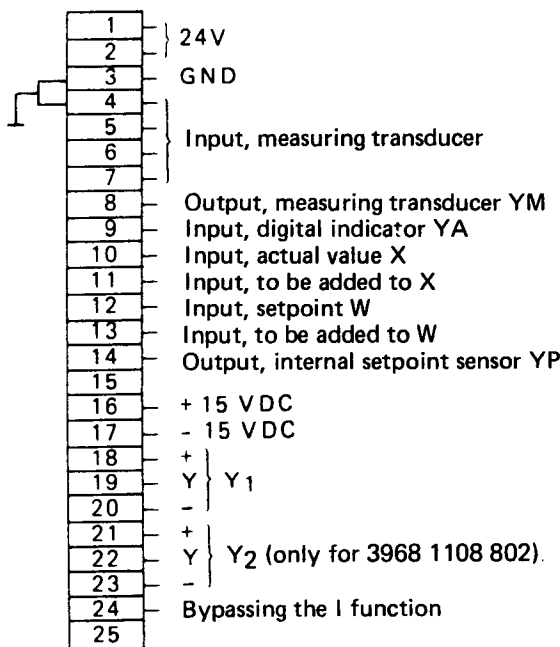 1
2
24V
3 GND
4
5
6
7
Input, measuring transducer
8 Output, measuring transducer YM
9 Input, digital indicator YA
10 Input, actual value X
11 Input, to be added to X
12 Input, setpoint W
13 Input, to be added to W
14 Output, internal setpoint sensor YP
15
16 + 15 VDC
17 - 15 VDC
18 +
19 Y Y1
20 -
21 +
22 Y Y2 (only for 3968 1108 802).
23 -
24 Bypassing the I function
25